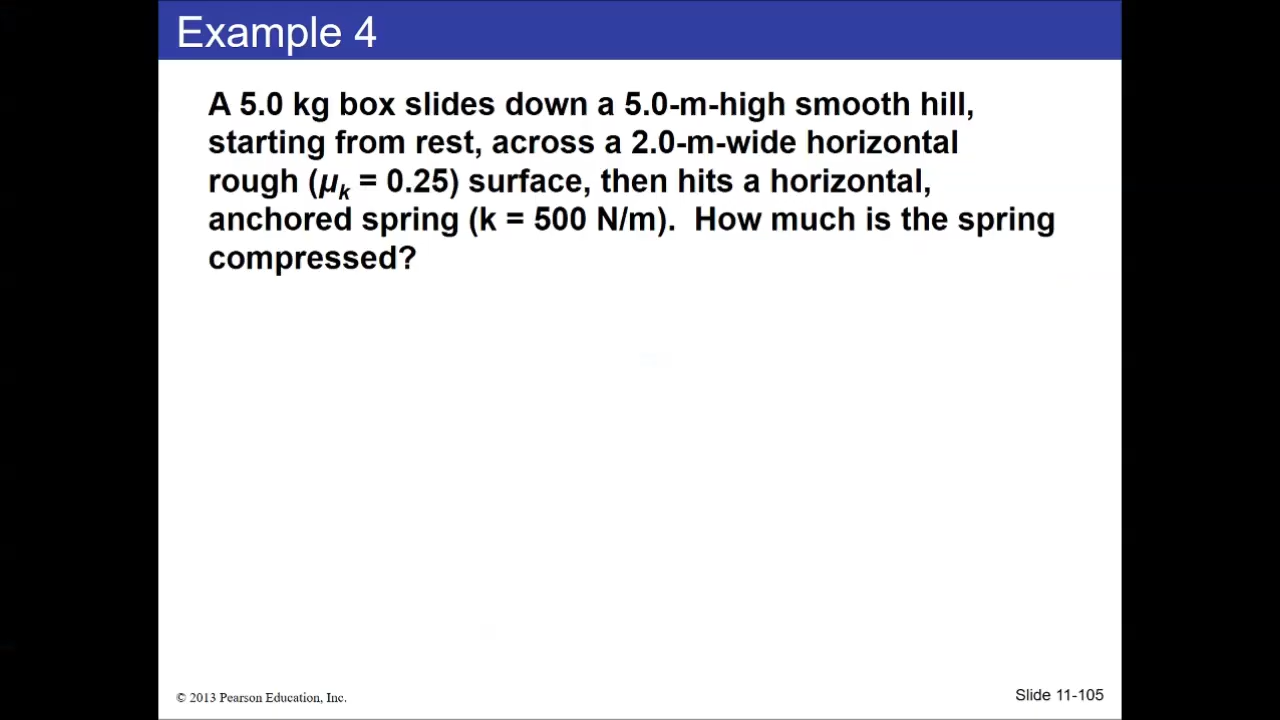 Example 4
A 5.0 kg box slides down a 5.0-m-high smooth hill,
starting from rest, across a 2.0-m-wide horizontal
rough (μk = 0.25) surface, then hits a horizontal,
anchored spring (k = 500 N/m).  How much is the spring
compressed?
© 2013 Pearson Education, Inc.
Slide 11-105